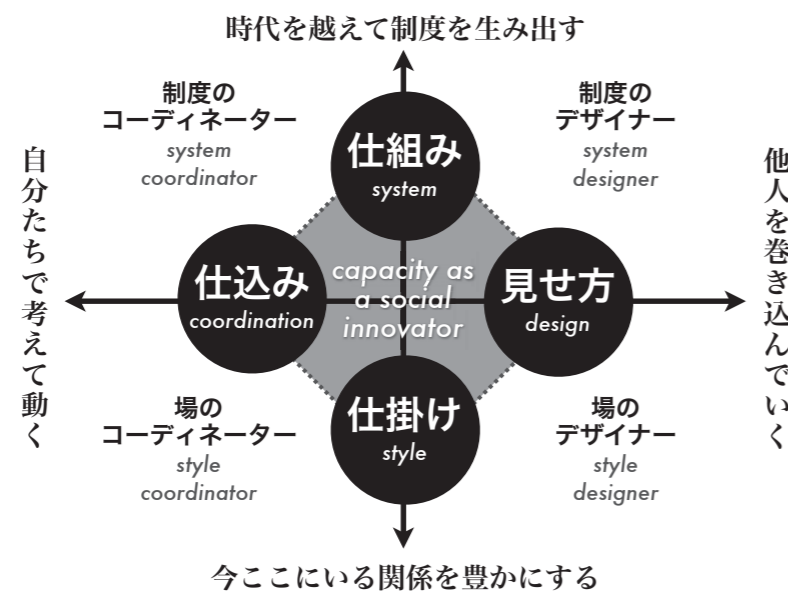 時代を越えて制度を生み出す
制度の
コーディネーター
system
coordinator
制度の
デザイナー
system
designer
仕組み
system
自分たちで考えて動く
仕込み
coordination
capacity as
a social
innovator
見せ方
design
他人を巻き込んでいく
仕掛け
style
場の
コーディネーター
style
coordinator
場の
デザイナー
style
designer
今ここにいる関係を豊かにする